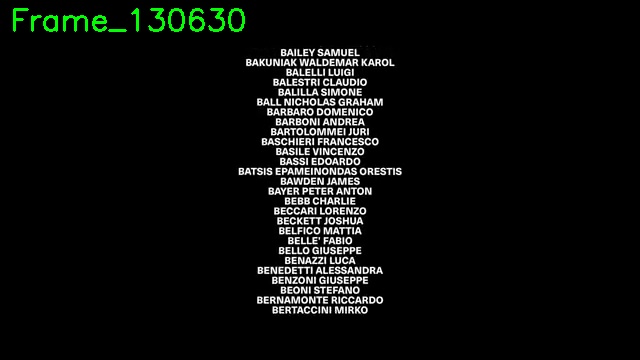 Frame_130630
BAILEY SAMUEL
BAKUNIAK WALDEMAR KAROL
BALELLI LUIGI
BALESTRI CLAUDIO
BALILLA SIMONE
BALL NICHOLAS GRAHAM
BARBARO DOMENICO
BARBONI ANDREA
BARTOLOMMEI JURI
BASCHIERI FRANCESCO
BASILE VINCENZO
BASSI EDOARDO
BATSIS EPAMEINONDAS ORESTIS
BAWDEN JAMES
BAYER PETER ANTON
BEBB CHARLIE
BECCARI LORENZO
BECKETT JOSHUA
BELFICO MATTIA
BELLE' FABIO
BELLO GIUSEPPE
BENAZZI LUCA
BENEDETTI ALESSANDRA
BENZONI GIUSEPPE
BEONI STEFANO
BERNAMONTE RICCARDO
BERTACCINI MIRKO